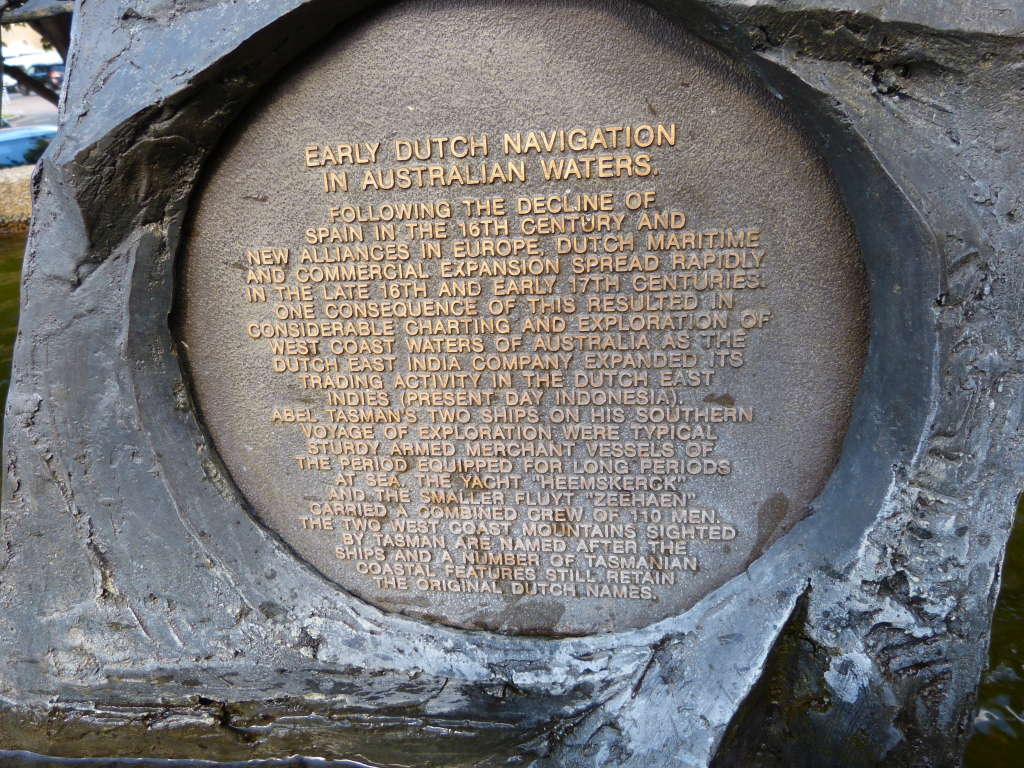 EARLY DUTCH NAVIGATION
IN AUSTRALIAN WATERS.
FOLLOWING THE DECLINE OF
SPAIN IN THE 16TH CENTURY AND
NEW ALLIANCES IN EUROPE, DUTCH MARITIME
AND COMMERCIAL EXPANSION SPREAD RAPIDLY
IN THE LATE 16TH AND EARLY 17TH CENTURIES.
ONE CONSEQUENCE OF THIS RESULTED IN
CONSIDERABLE CHARTING AND EXPLORATION OF
WEST COAST WATERS OF AUSTRALIA AS THE
DUTCH EAST INDIA COMPANY EXPANDED ITS
TRADING ACTIVITY IN THE DUTCH EAST
INDIES (PRESENT DAY INDONESIA).
ABEL TASMAN'S TWO SHIPS ON HIS SOUTHERN
VOYAGE OF EXPLORATION WERE TYPICAL
STURDY ARMED MERCHANT VESSELS OF
THE PERIOD EQUIPPED FOR LONG PERIODS
AT SEA. THE YACHT "HEEMSKERCK"
AND THE SMALLER FLUYT "ZEEHAEN"
CARRIED A COMBINED CREW OF 110 MEN.
THE TWO WEST COAST MOUNTAINS SIGHTED
BY TASMAN ARE NAMED AFTER THE
SHIPS AND A NUMBER OF TASMANIAN
COASTAL FEATURES STILL RETAIN
THE ORIGINAL DUTCH NAMES.